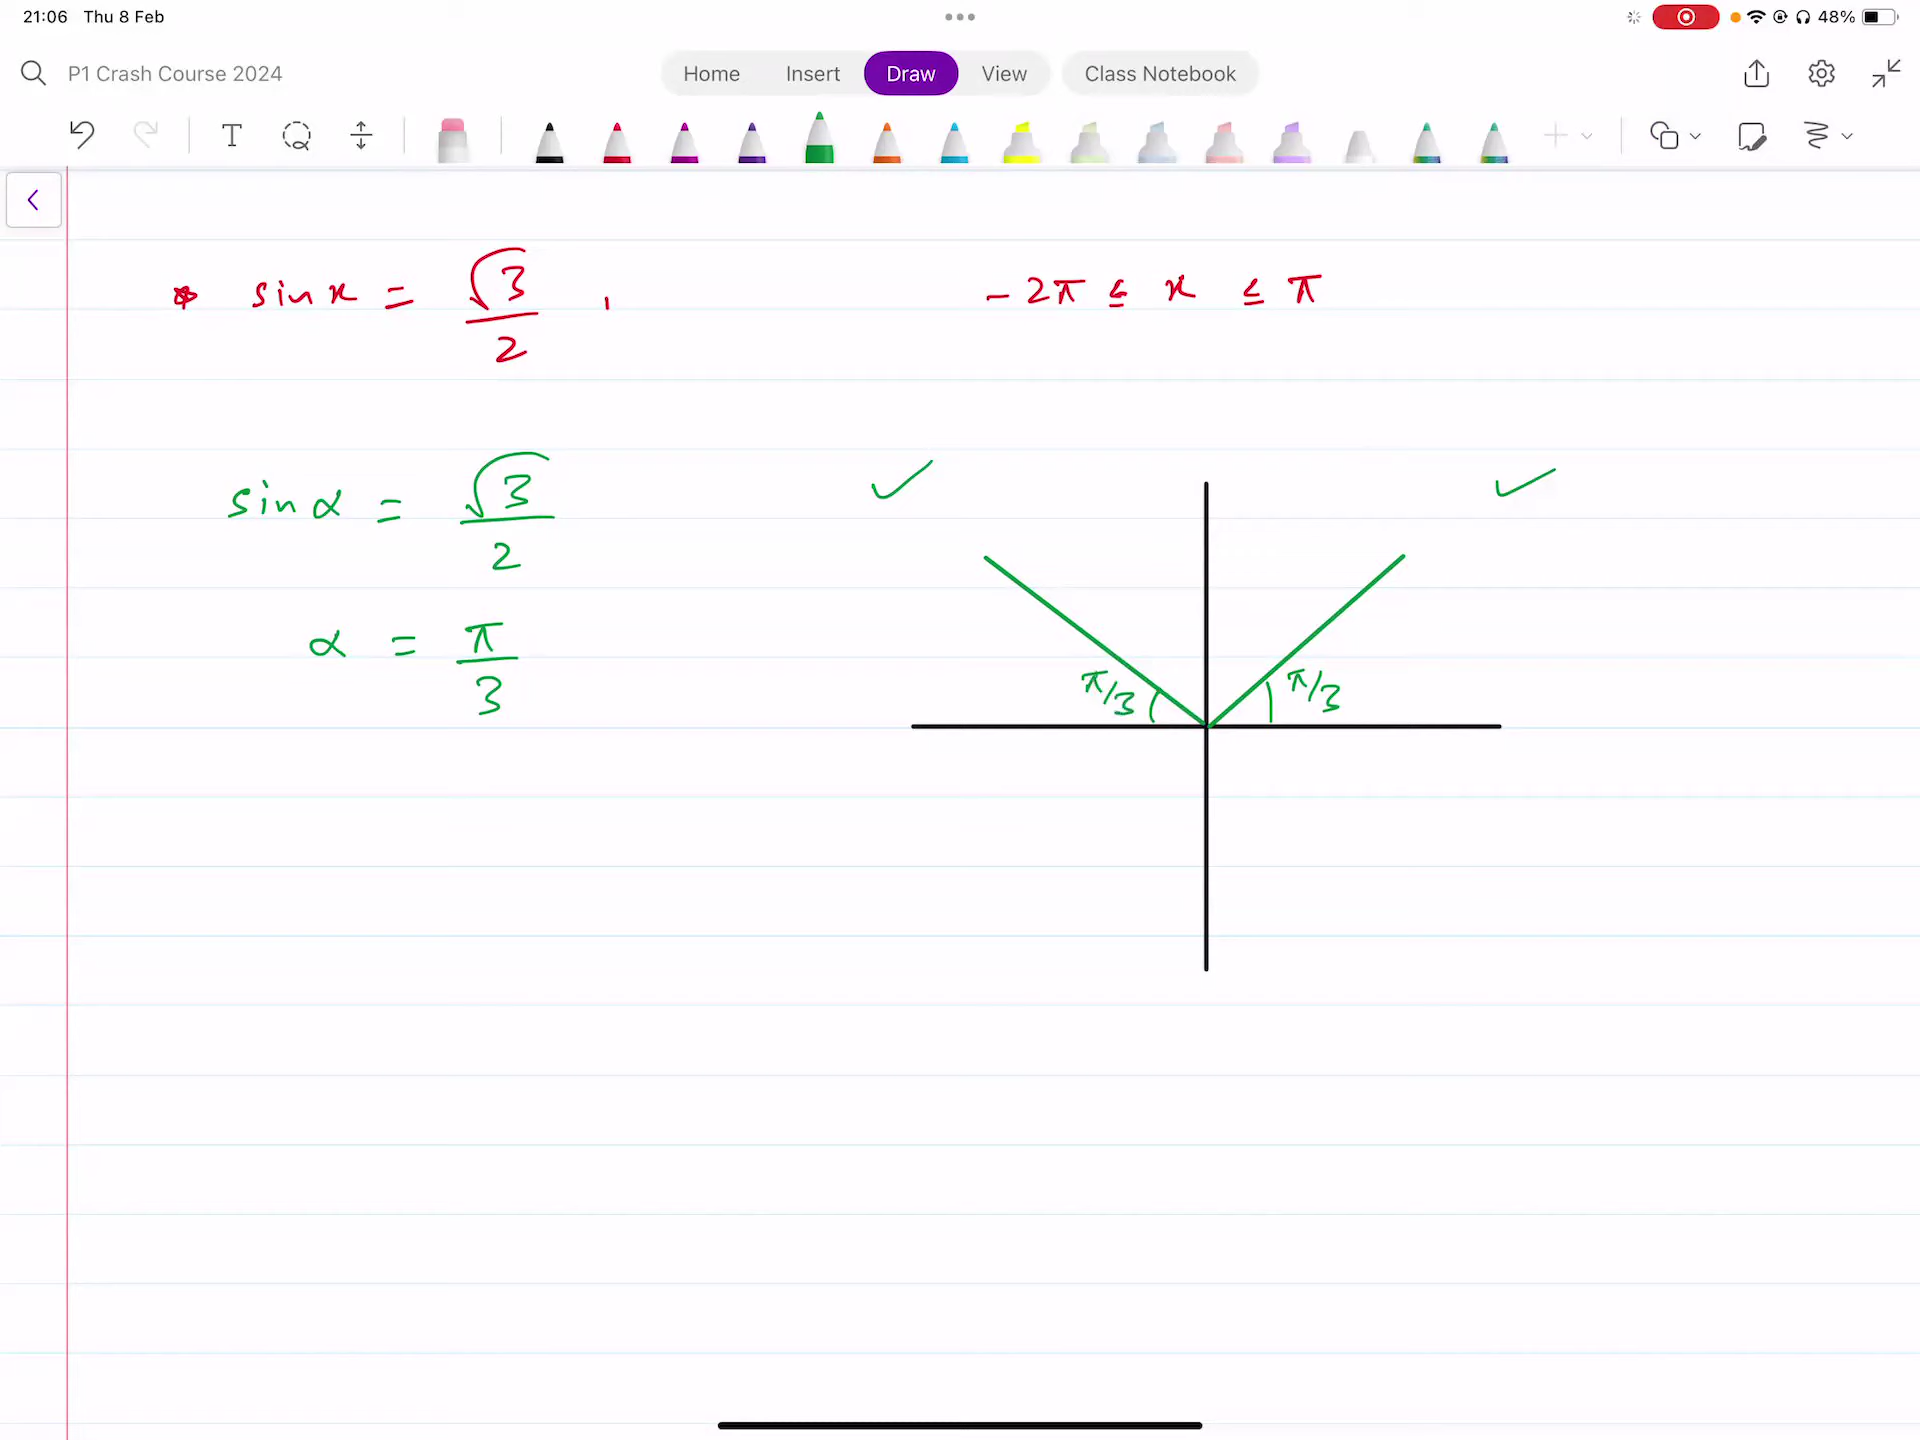 21:06 Thu 8 Feb 48%
P1 Crash Course 2024 Home Insert Draw View Class Notebook
* sin x = √3/2 , -2π ≤ x ≤ π
sin α = √3/2
α = π/3
π/3 π/3